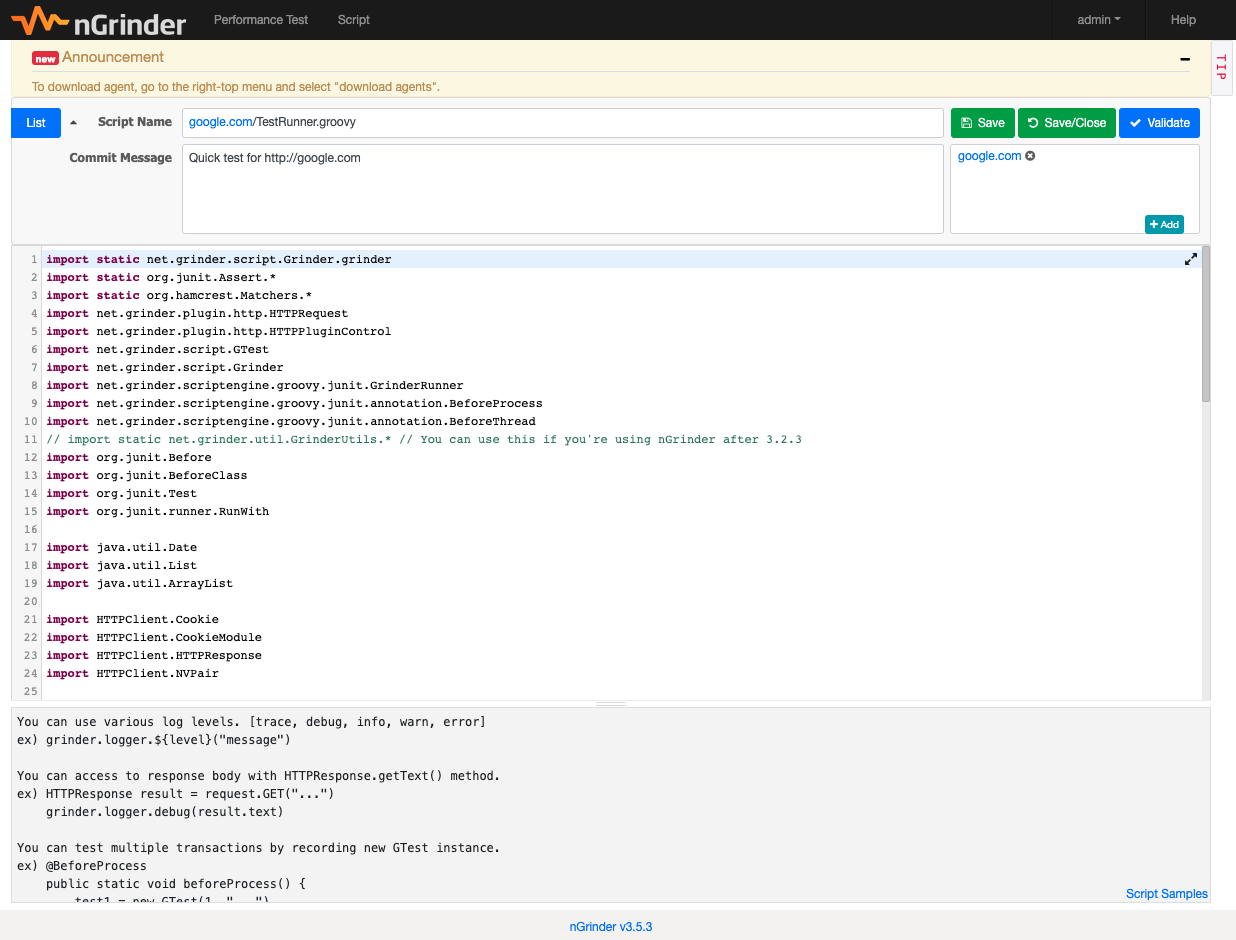 nGrinder Performance Test Script admin Help
new Announcement
TIP
To download agent, go to the right-top menu and select "download agents".
List Script Name google.com/TestRunner.groovy Save Save/Close Validate
Commit Message Quick test for http://google.com google.com
Add
1 import static net.grinder.script.Grinder.grinder
2 import static org.junit.Assert.*
3 import static org.hamcrest.Matchers.*
4 import net.grinder.plugin.http.HTTPRequest
5 import net.grinder.plugin.http.HTTPPluginControl
6 import net.grinder.script.GTest
7 import net.grinder.script.Grinder
8 import net.grinder.scriptengine.groovy.junit.GrinderRunner
9 import net.grinder.scriptengine.groovy.junit.annotation.BeforeProcess
10 import net.grinder.scriptengine.groovy.junit.annotation.BeforeThread
11 // import static net.grinder.util.GrinderUtils.* // You can use this if you're using nGrinder after 3.2.3
12 import org.junit.Before
13 import org.junit.BeforeClass
14 import org.junit.Test
15 import org.junit.runner.RunWith
16
17 import java.util.Date
18 import java.util.List
19 import java.util.ArrayList
20
21 import HTTPClient.Cookie
22 import HTTPClient.CookieModule
23 import HTTPClient.HTTPResponse
24 import HTTPClient.NVPair
25
You can use various log levels. [trace, debug, info, warn, error]
ex) grinder.logger.${level}("message")
You can access to response body with HTTPResponse.getText() method.
ex) HTTPResponse result = request.GET("...")
grinder.logger.debug(result.text)
You can test multiple transactions by recording new GTest instance.
ex) @BeforeProcess
public static void beforeProcess() {
test1 = new GTest(1, "...")
Script Samples
nGrinder v3.5.3